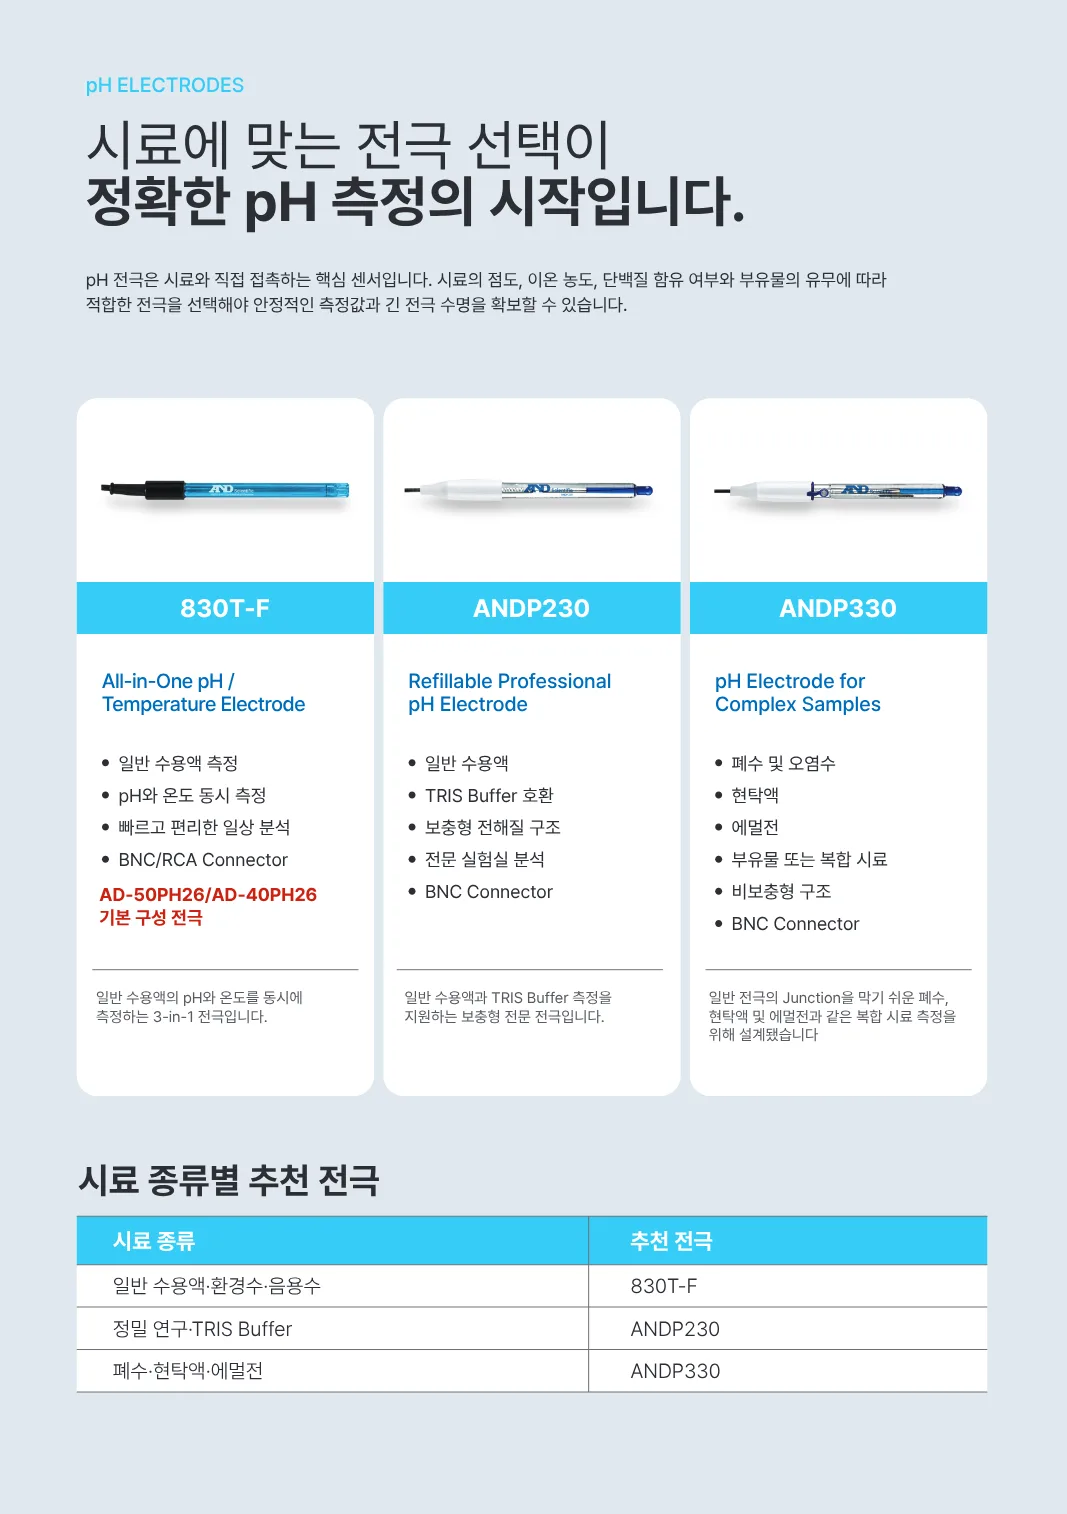 pH ELECTRODES
시료에 맞는 전극 선택이
정확한 pH 측정의 시작입니다.
pH 전극은 시료와 직접 접촉하는 핵심 센서입니다. 시료의 점도, 이온 농도, 단백질 함유 여부와 부유물의 유무에 따라
적합한 전극을 선택해야 안정적인 측정값과 긴 전극 수명을 확보할 수 있습니다.
AND Scientific
830T-F
All-in-One pH /
Temperature Electrode
• 일반 수용액 측정
• pH와 온도 동시 측정
• 빠르고 편리한 일상 분석
• BNC/RCA Connector
AD-50PH26/AD-40PH26
기본 구성 전극
일반 수용액의 pH와 온도를 동시에
측정하는 3-in-1 전극입니다.
AND Scientific
ANDP230
Refillable Professional
pH Electrode
• 일반 수용액
• TRIS Buffer 호환
• 보충형 전해질 구조
• 전문 실험실 분석
• BNC Connector
일반 수용액과 TRIS Buffer 측정을
지원하는 보충형 전문 전극입니다.
AND Scientific
ANDP330
pH Electrode for
Complex Samples
• 폐수 및 오염수
• 현탁액
• 에멀전
• 부유물 또는 복합 시료
• 비보충형 구조
• BNC Connector
일반 전극의 Junction을 막기 쉬운 폐수,
현탁액 및 에멀전과 같은 복합 시료 측정을
위해 설계됐습니다
시료 종류별 추천 전극
시료 종류 추천 전극
일반 수용액·환경수·음용수 830T-F
정밀 연구·TRIS Buffer ANDP230
폐수·현탁액·에멀전 ANDP330